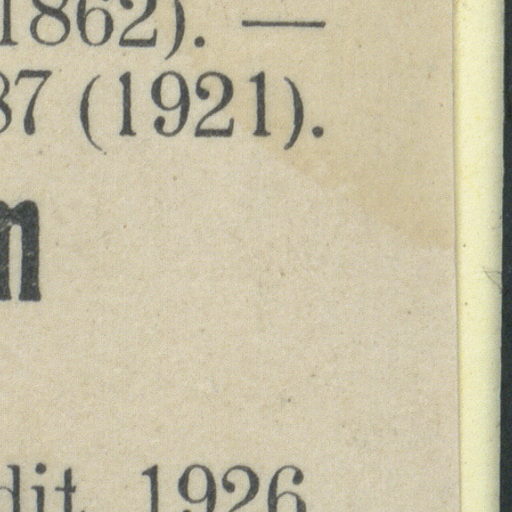 1862). —
37 (1921).
m
dit 1926